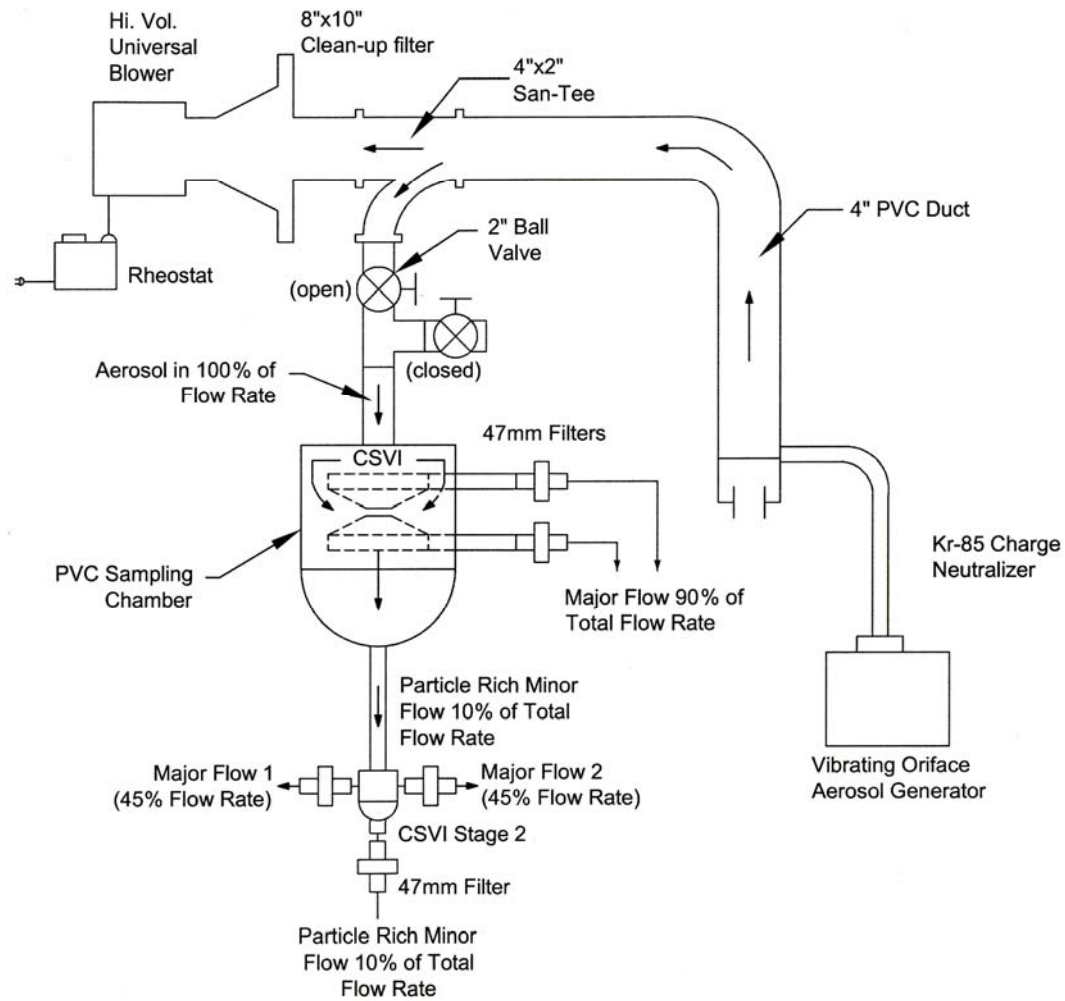 Hi. Vol.
Universal
Blower
8"x10"
Clean-up filter
4"x2"
San-Tee
4" PVC Duct
2" Ball
Valve
Rheostat
(open)
(closed)
Aerosol in 100% of
Flow Rate
47mm Filters
CSVI
PVC Sampling
Chamber
Major Flow 90% of
Total Flow Rate
Kr-85 Charge
Neutralizer
Particle Rich Minor
Flow 10% of Total
Flow Rate
Vibrating Oriface
Aerosol Generator
Major Flow 1
(45% Flow Rate)
Major Flow 2
(45% Flow Rate)
CSVI Stage 2
47mm Filter
Particle Rich Minor
Flow 10% of Total
Flow Rate